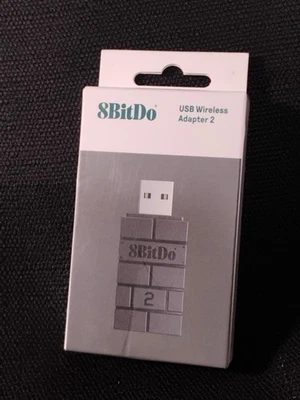 8BitDo
USB Wireless
Adapter 2
8BitDo
2